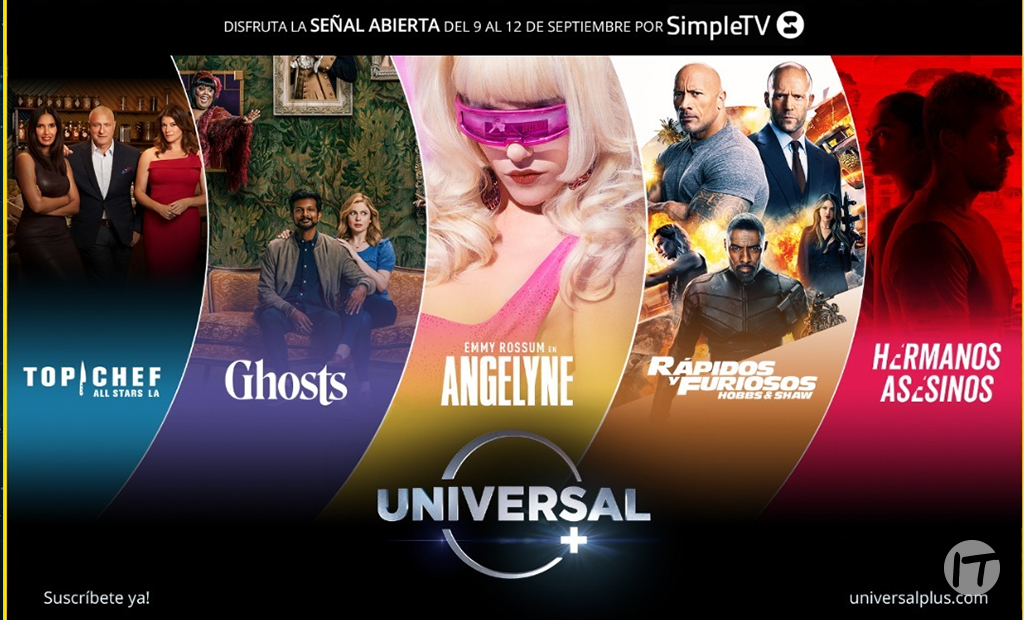 DISFRUTA LA SEÑAL ABIERTA DEL 9 AL 12 DE SEPTIEMBRE POR SimpleTV
TOP CHEF
ALL STARS LA
Ghosts
EMMY ROSSUM EN
ANGELYNE
RÁPIDOS
Y FURIOSOS
HOBBS & SHAW
HERMANOS
ASESINOS
UNIVERSAL
+
Suscríbete ya!
universalplus.com
IT